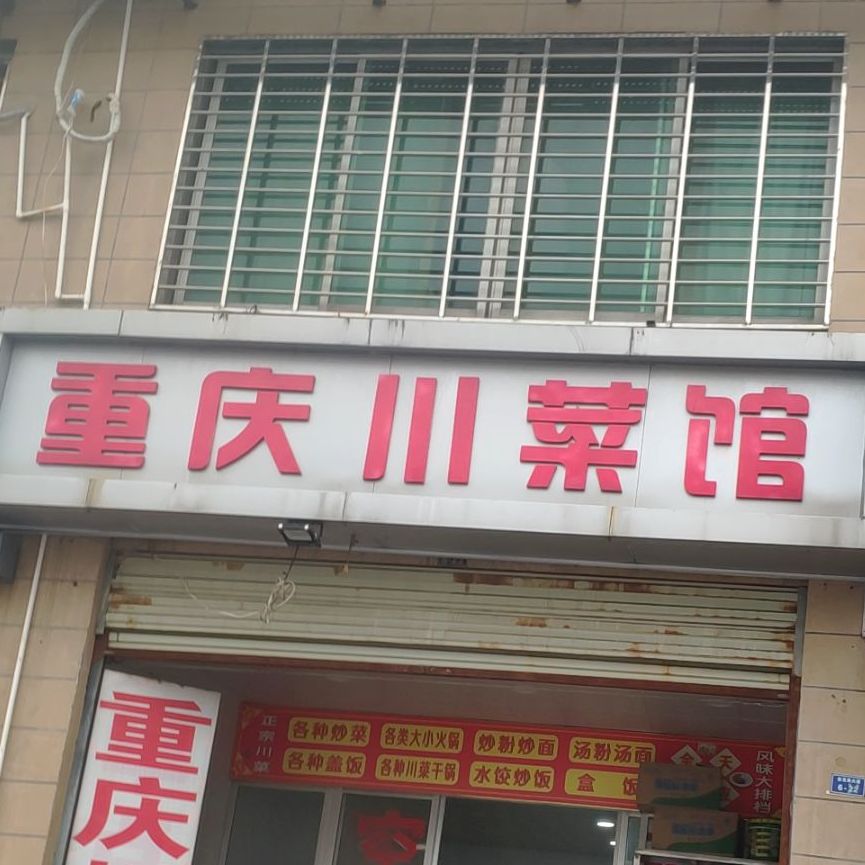 重庆川菜馆
重庆
正宗川菜
各种炒菜 各类大小火锅 炒粉炒面 汤粉汤面
各种盖饭 各种川菜干锅 水饺炒饭 盒饭
风味大排档
6-22